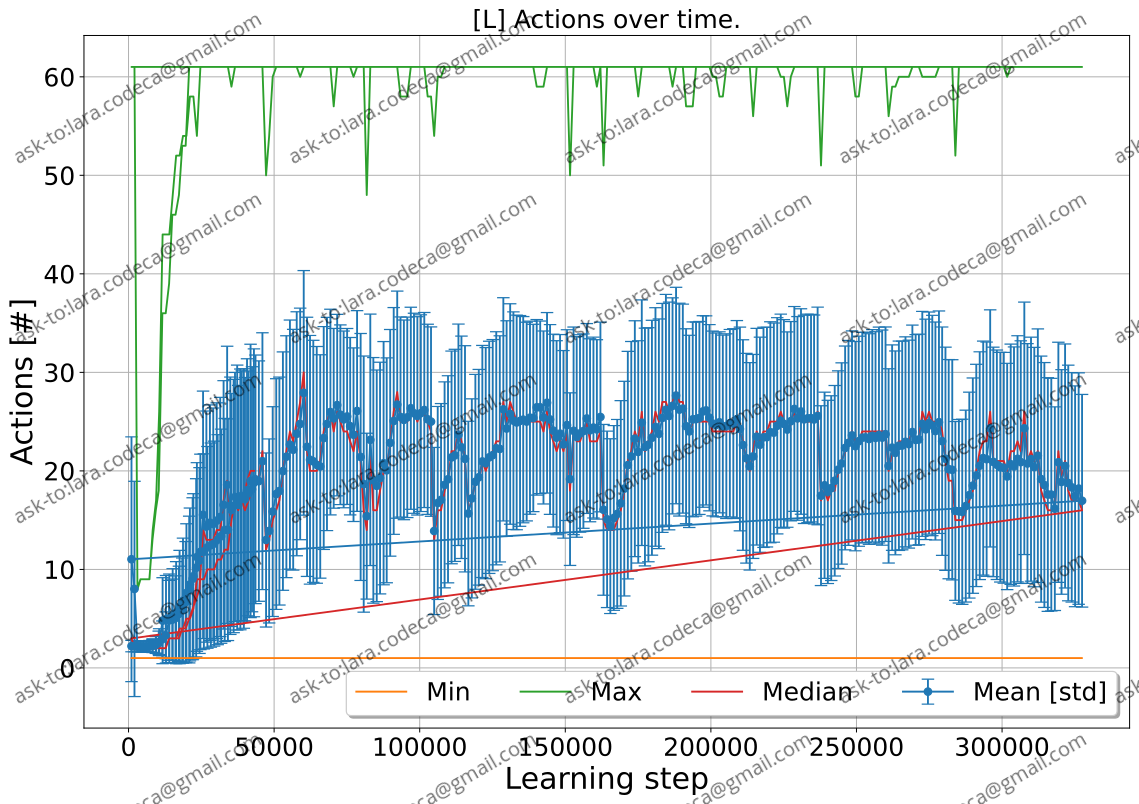 [L] Actions over time.
Actions [#]
60
50
40
30
20
10
0
Min
Max
Median
Mean [std]
0
50000
100000
150000
200000
250000
300000
Learning step
ask-to:lara.codeca@gmail.com